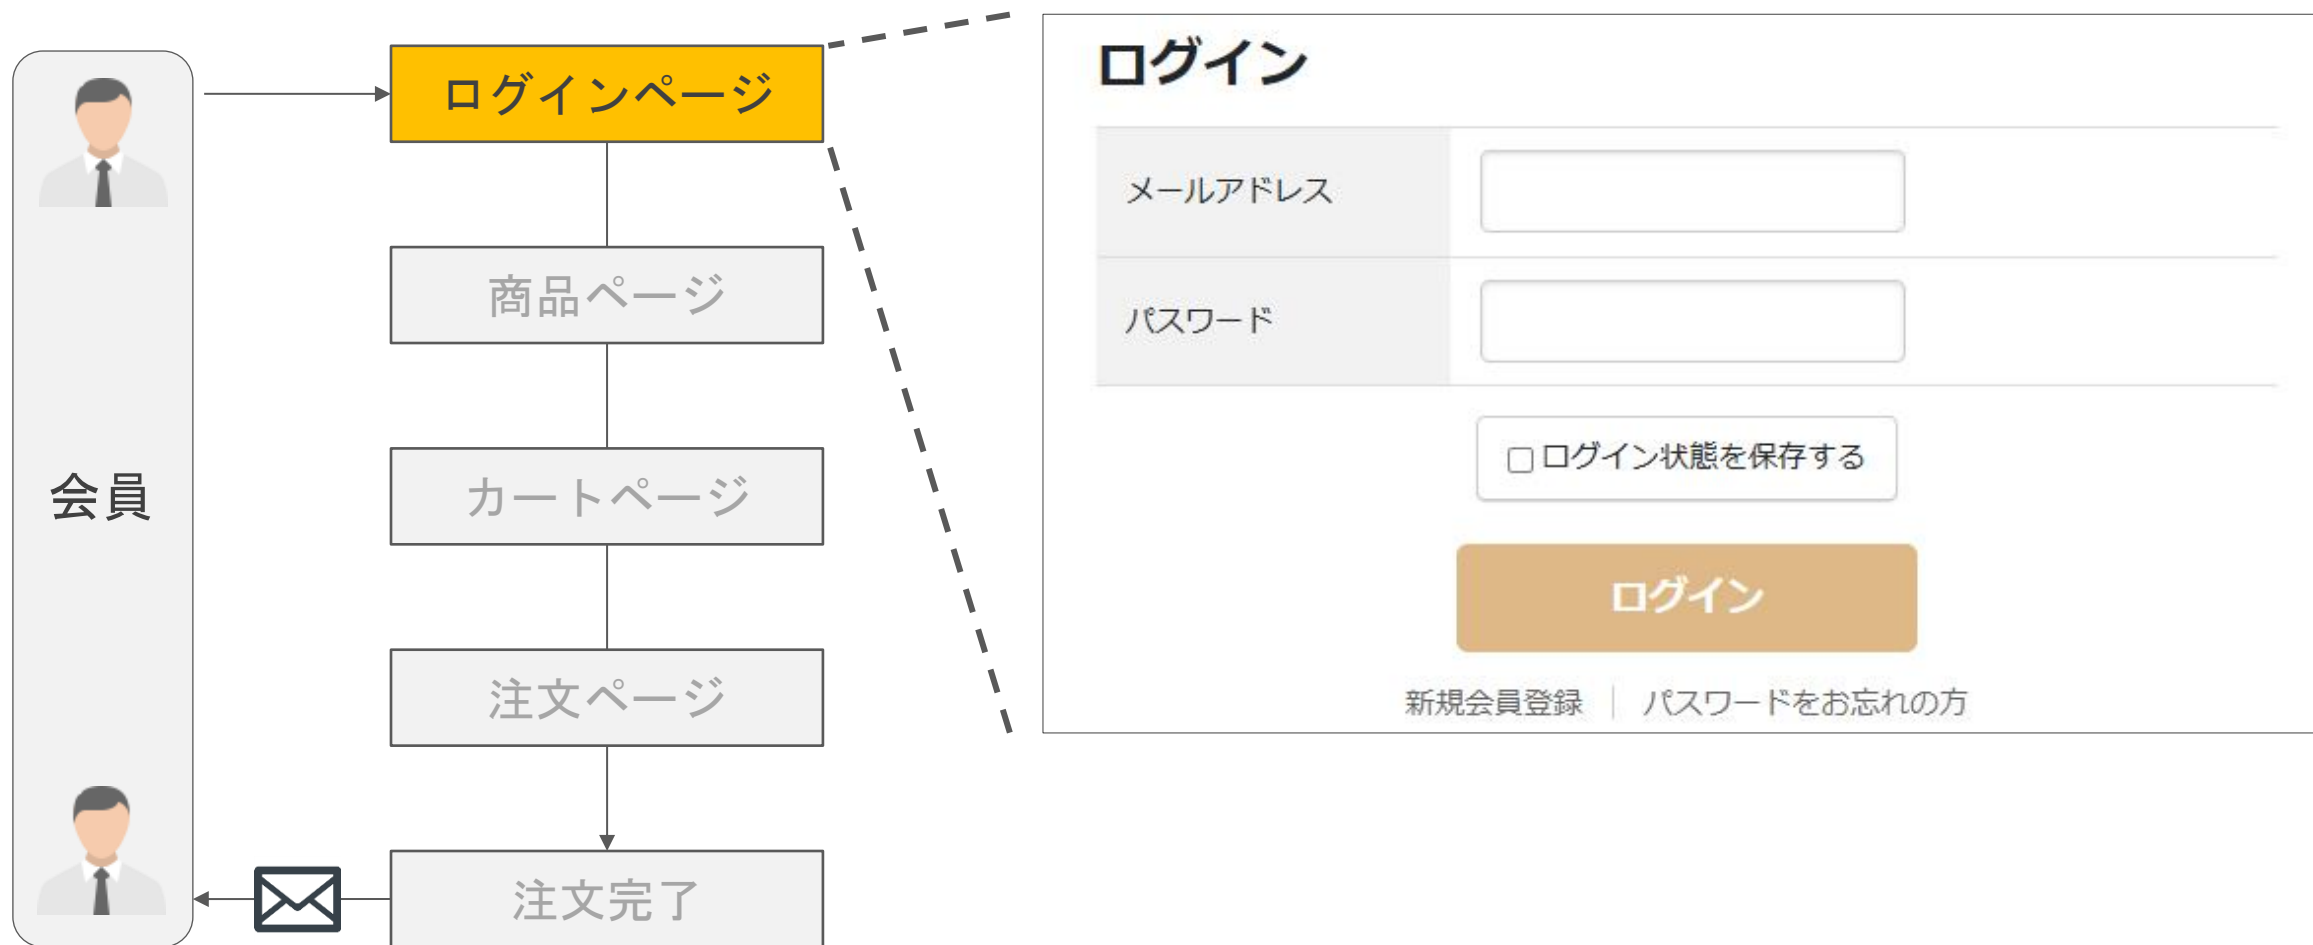 会員
ログインページ
商品ページ
カートページ
注文ページ
注文完了
ログイン
メールアドレス
パスワード
ログイン状態を保存する
ログイン
新規会員登録 | パスワードをお忘れの方